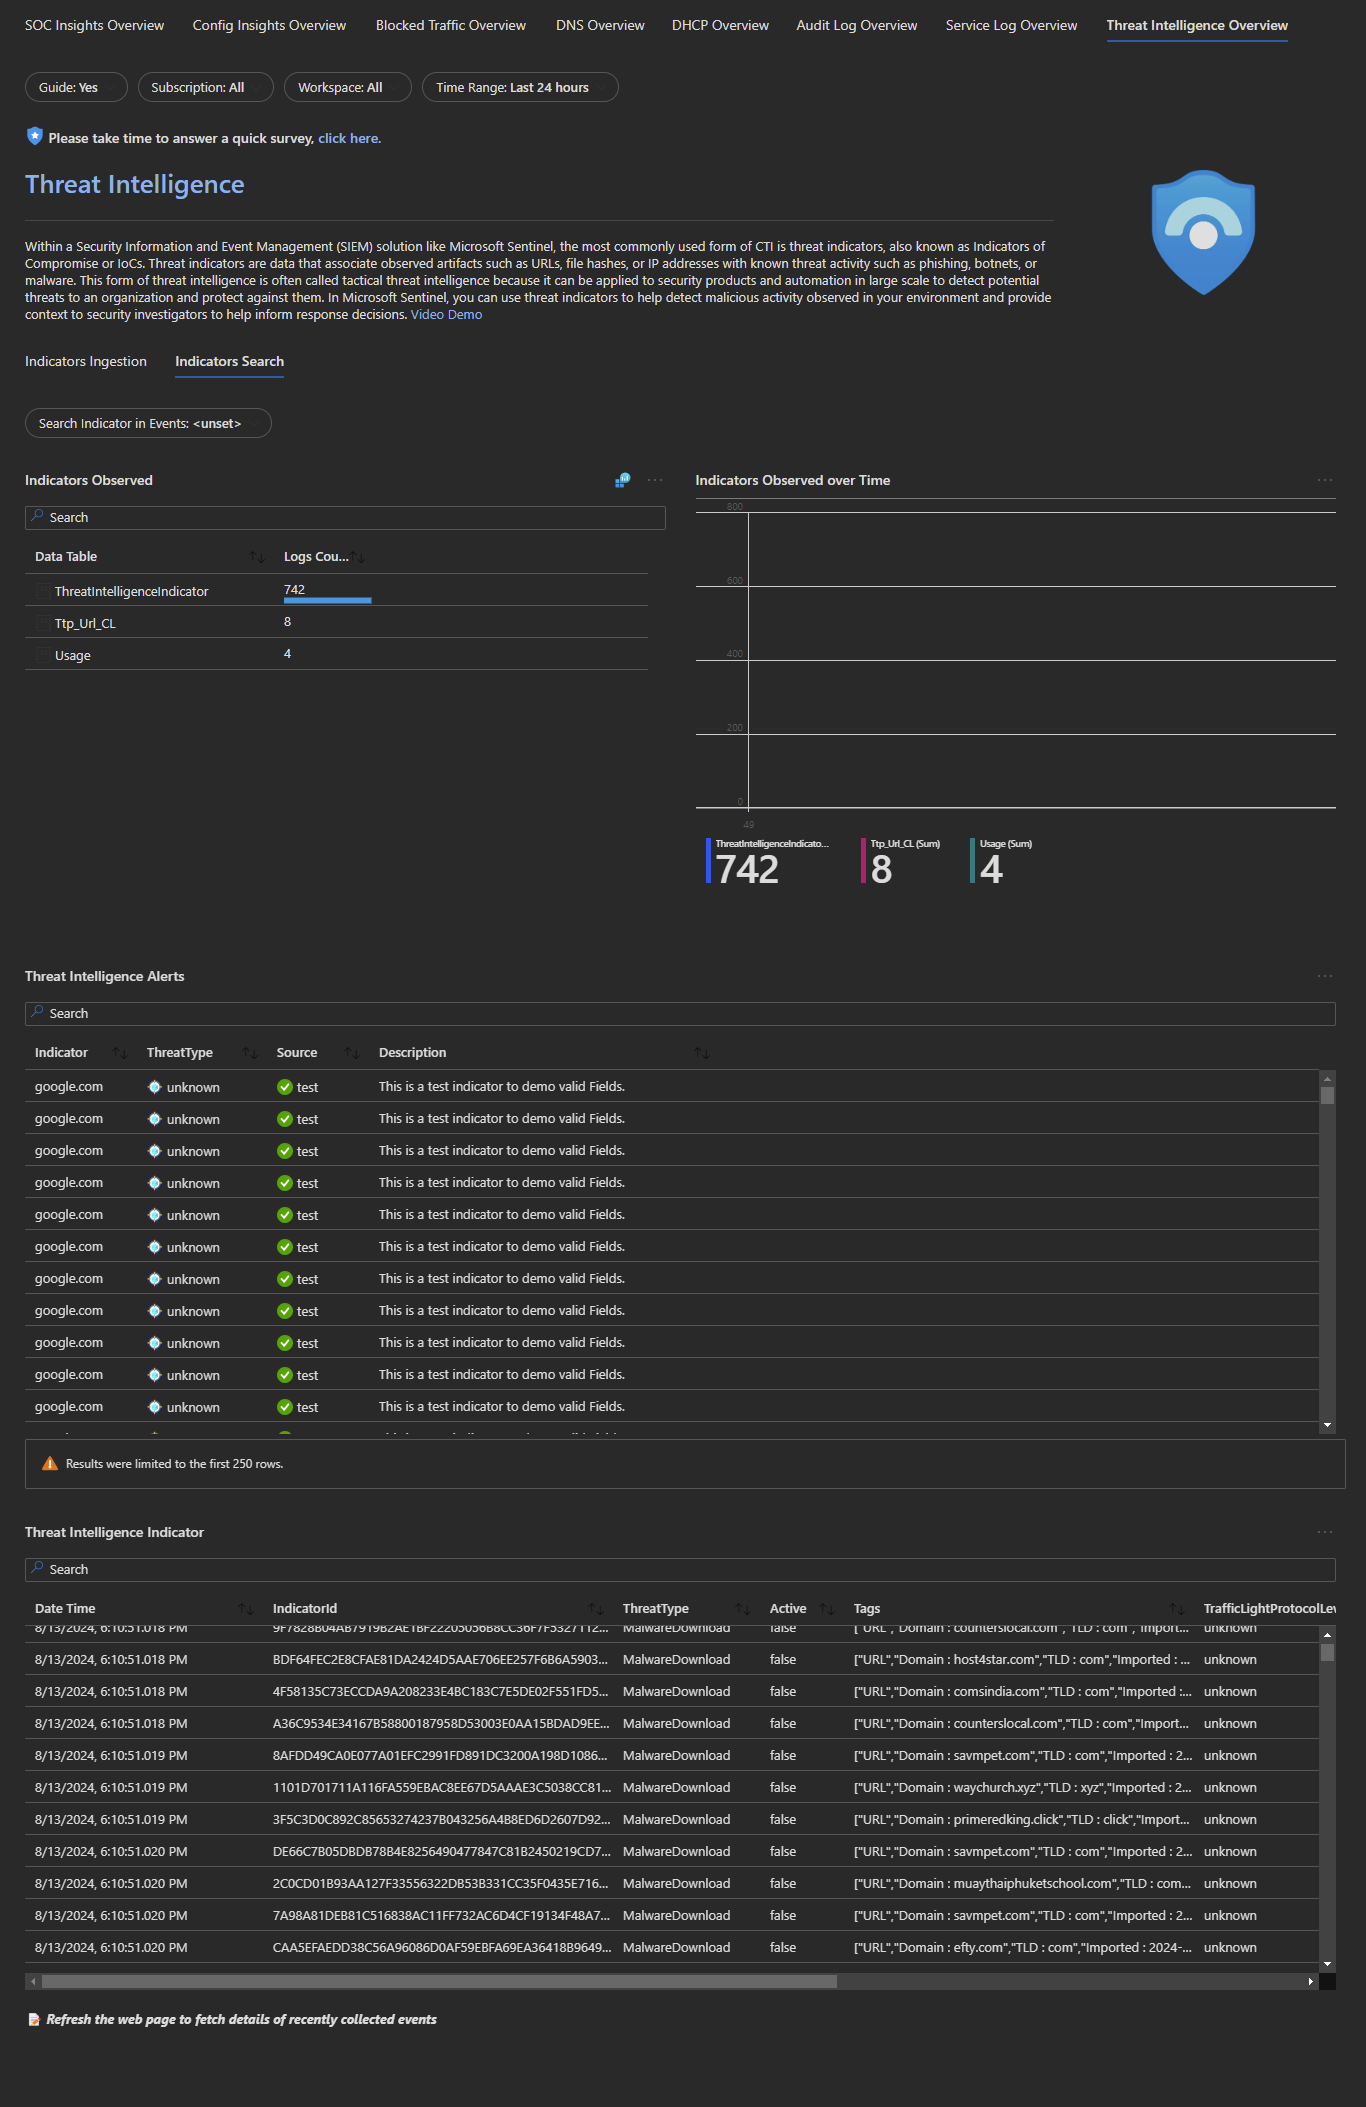 SOC Insights Overview Config Insights Overview Blocked Traffic Overview DNS Overview DHCP Overview Audit Log Overview Service Log Overview Threat Intelligence Overview
Guide: Yes Subscription: All Workspace: All Time Range: Last 24 hours
Please take time to answer a quick survey, click here.
Threat Intelligence
Within a Security Information and Event Management (SIEM) solution like Microsoft Sentinel, the most commonly used form of CTI is threat indicators, also known as Indicators of
Compromise or IoCs. Threat indicators are data that associate observed artifacts such as URLs, file hashes, or IP addresses with known threat activity such as phishing, botnets, or
malware. This form of threat intelligence is often called tactical threat intelligence because it can be applied to security products and automation in large scale to detect potential
threats to an organization and protect against them. In Microsoft Sentinel, you can use threat indicators to help detect malicious activity observed in your environment and provide
context to security investigators to help inform response decisions. Video Demo
Indicators Ingestion Indicators Search
Search Indicator in Events: <unset>
Indicators Observed
Search
Data Table Logs Cou...
ThreatIntelligenceIndicator 742
Ttp_Url_CL 8
Usage 4
Indicators Observed over Time
800
600
400
200
0
49
ThreatIntelligenceIndicato... Ttp_Url_CL (Sum) Usage (Sum)
742 8 4
Threat Intelligence Alerts
Search
Indicator ThreatType Source Description
google.com unknown test This is a test indicator to demo valid Fields.
google.com unknown test This is a test indicator to demo valid Fields.
google.com unknown test This is a test indicator to demo valid Fields.
google.com unknown test This is a test indicator to demo valid Fields.
google.com unknown test This is a test indicator to demo valid Fields.
google.com unknown test This is a test indicator to demo valid Fields.
google.com unknown test This is a test indicator to demo valid Fields.
google.com unknown test This is a test indicator to demo valid Fields.
google.com unknown test This is a test indicator to demo valid Fields.
google.com unknown test This is a test indicator to demo valid Fields.
google.com unknown test This is a test indicator to demo valid Fields.
Results were limited to the first 250 rows.
Threat Intelligence Indicator
Search
Date Time IndicatorId ThreatType Active Tags TrafficLightProtocolLev
8/13/2024, 6:10:51.018 PM MalwareDownload false ["URL","Domain : counterslocal.com","TLD : com","Import... unknown
8/13/2024, 6:10:51.018 PM BDF64FEC2E8CFAE81DA2424D5AAE706EE257F6B6A5903... MalwareDownload false ["URL","Domain : host4star.com","TLD : com","Imported : ... unknown
8/13/2024, 6:10:51.018 PM 4F58135C73ECCDA9A208233E4BC183C7E5DE02F551FD5... MalwareDownload false ["URL","Domain : comsindia.com","TLD : com","Imported :... unknown
8/13/2024, 6:10:51.018 PM A36C9534E34167B58800187958D53003E0AA15BDAD9EE... MalwareDownload false ["URL","Domain : counterslocal.com","TLD : com","Import... unknown
8/13/2024, 6:10:51.019 PM 8AFDD49CA0E077A01EFC2991FD891DC3200A198D1086... MalwareDownload false ["URL","Domain : savmpet.com","TLD : com","Imported : 2... unknown
8/13/2024, 6:10:51.019 PM 1101D701711A116FA559EBAC8EE67D5AAAE3C5038CC81... MalwareDownload false ["URL","Domain : waychurch.xyz","TLD : xyz","Imported : 2... unknown
8/13/2024, 6:10:51.019 PM 3F5C3D0C892C85653274237B043256A4B8ED6D2607D92... MalwareDownload false ["URL","Domain : primeredking.click","TLD : click","Import... unknown
8/13/2024, 6:10:51.020 PM DE66C7B05DBDB78B4E8256490477847C81B2450219CD7... MalwareDownload false ["URL","Domain : savmpet.com","TLD : com","Imported : 2... unknown
8/13/2024, 6:10:51.020 PM 2C0CD01B93AA127F33556322DB53B331CC35F0435E716... MalwareDownload false ["URL","Domain : muaythaiphuketschool.com","TLD : com... unknown
8/13/2024, 6:10:51.020 PM 7A98A81DEB81C516838AC11FF732AC6D4CF19134F48A7... MalwareDownload false ["URL","Domain : savmpet.com","TLD : com","Imported : 2... unknown
8/13/2024, 6:10:51.020 PM CAA5EFAEDD38C56A96086D0AF59EBFA69EA36418B9649... MalwareDownload false ["URL","Domain : efty.com","TLD : com","Imported : 2024-... unknown
Refresh the web page to fetch details of recently collected events